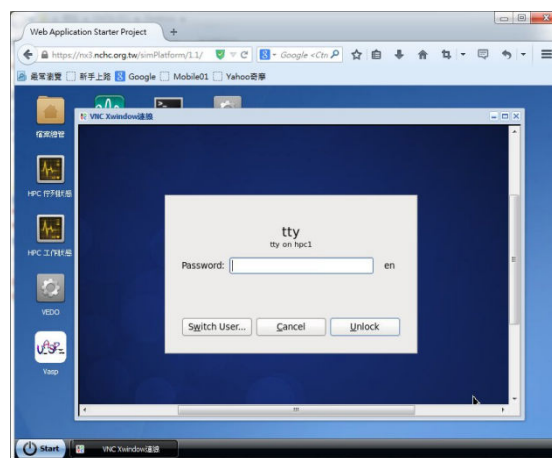 Web Application Starter Project
https://nx3.nchc.org.tw/simPlatform/1.1/
Google <Ctr
最常瀏覽 新手上路 Google Mobile01 Yahoo奇摩
VNC Xwindow連線
檔案總管
HPC 佇列狀態
HPC 工作狀態
VEDO
VASP
Vasp
tty
tty on hpc1
Password:
en
Switch User...
Cancel
Unlock
Start
VNC Xwindow連線